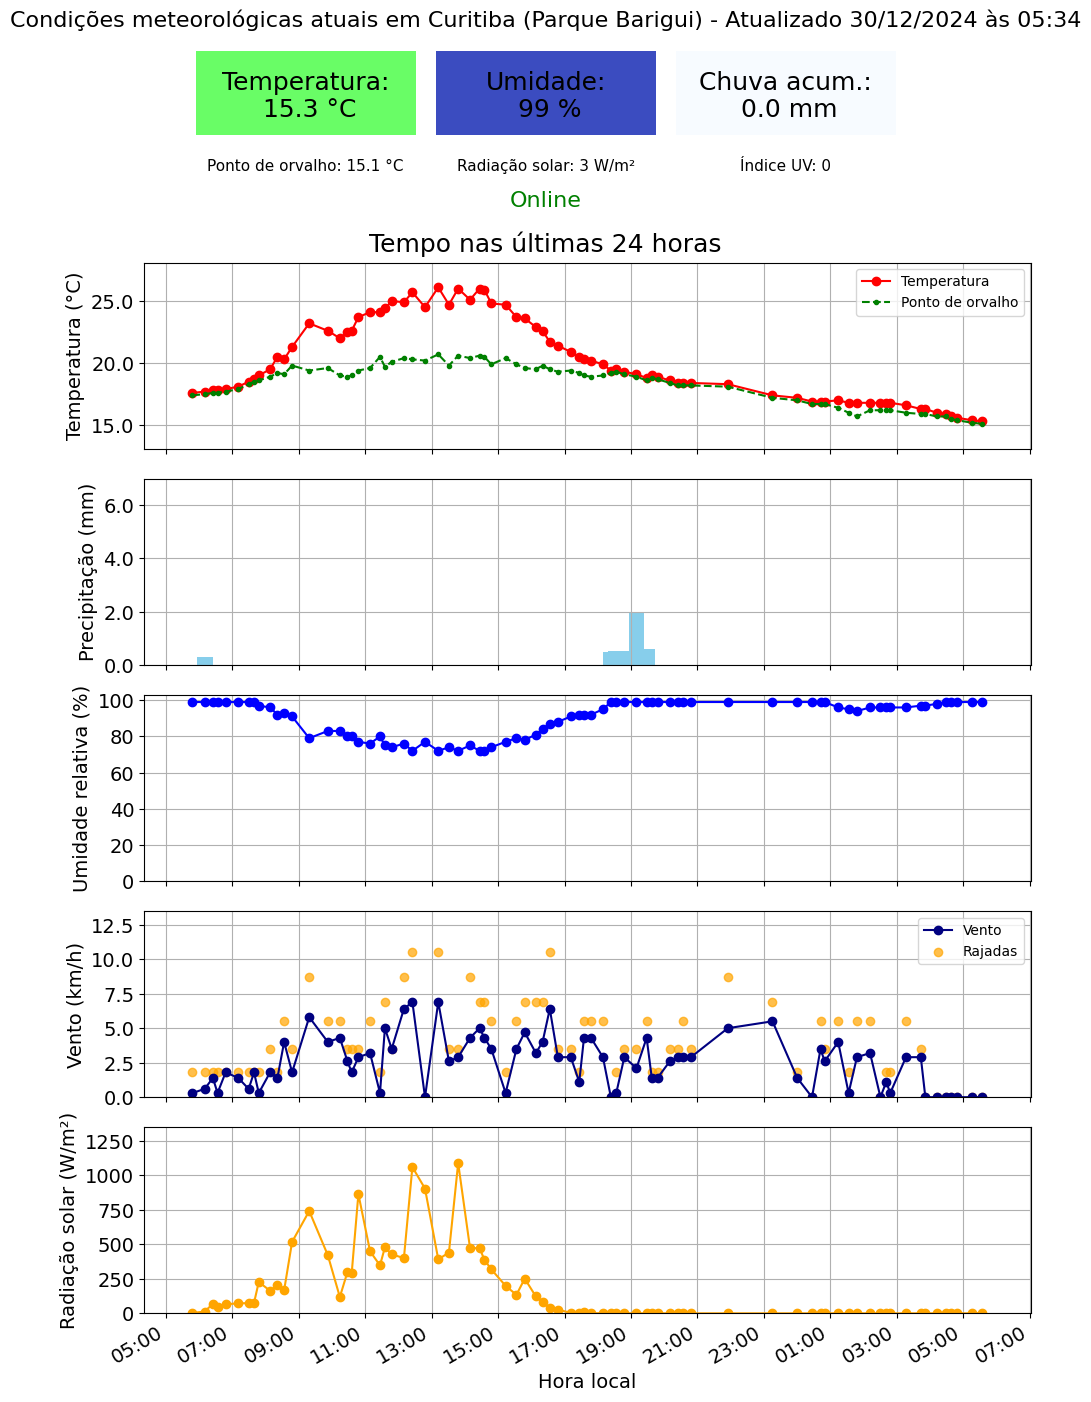 Condições meteorológicas atuais em Curitiba (Parque Barigui) - Atualizado 30/12/2024 às 05:34
Temperatura:
15.3 °C
Umidade:
99 %
Chuva acum.:
0.0 mm
Ponto de orvalho: 15.1 °C
Radiação solar: 3 W/m²
Índice UV: 0
Online
Tempo nas últimas 24 horas
Temperatura (°C)
25.0
20.0
15.0
Temperatura
Ponto de orvalho
Precipitação (mm)
6.0
4.0
2.0
0.0
Umidade relativa (%)
100
80
60
40
20
0
Vento (km/h)
12.5
10.0
7.5
5.0
2.5
0.0
Vento
Rajadas
Radiação solar (W/m²)
1250
1000
750
500
250
0
05:00
07:00
09:00
11:00
13:00
15:00
17:00
19:00
21:00
23:00
01:00
03:00
05:00
07:00
Hora local